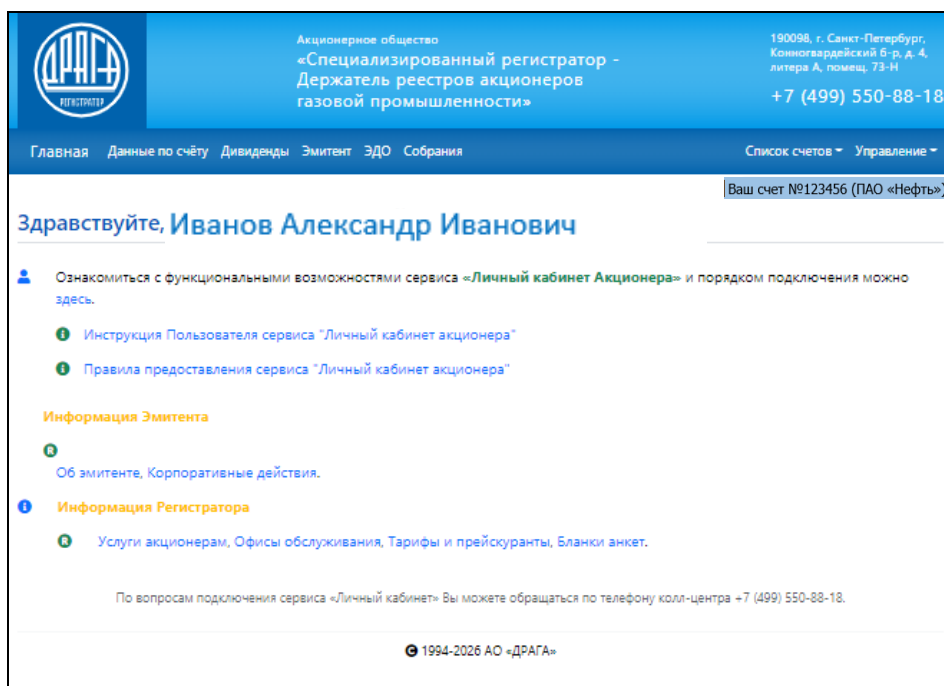 ДРАГА
РЕГИСТРАТОР
Акционерное общество
«Специализированный регистратор -
Держатель реестров акционеров
газовой промышленности»
190098, г. Санкт-Петербург,
Конногвардейский б-р, д. 4,
литера А, помещ. 73-Н
+7 (499) 550-88-18
Главная Данные по счёту Дивиденды Эмитент ЭДО Собрания Список счетов Управление
Ваш счет №123456 (ПАО «Нефть»)
Здравствуйте, Иванов Александр Иванович
Ознакомиться с функциональными возможностями сервиса «Личный кабинет Акционера» и порядком подключения можно
здесь.
Инструкция Пользователя сервиса "Личный кабинет акционера"
Правила предоставления сервиса "Личный кабинет акционера"
Информация Эмитента
R
Об эмитенте, Корпоративные действия.
Информация Регистратора
R Услуги акционерам, Офисы обслуживания, Тарифы и прейскуранты, Бланки анкет.
По вопросам подключения сервиса «Личный кабинет» Вы можете обращаться по телефону колл-центра +7 (499) 550-88-18.
© 1994-2026 АО «ДРАГА»